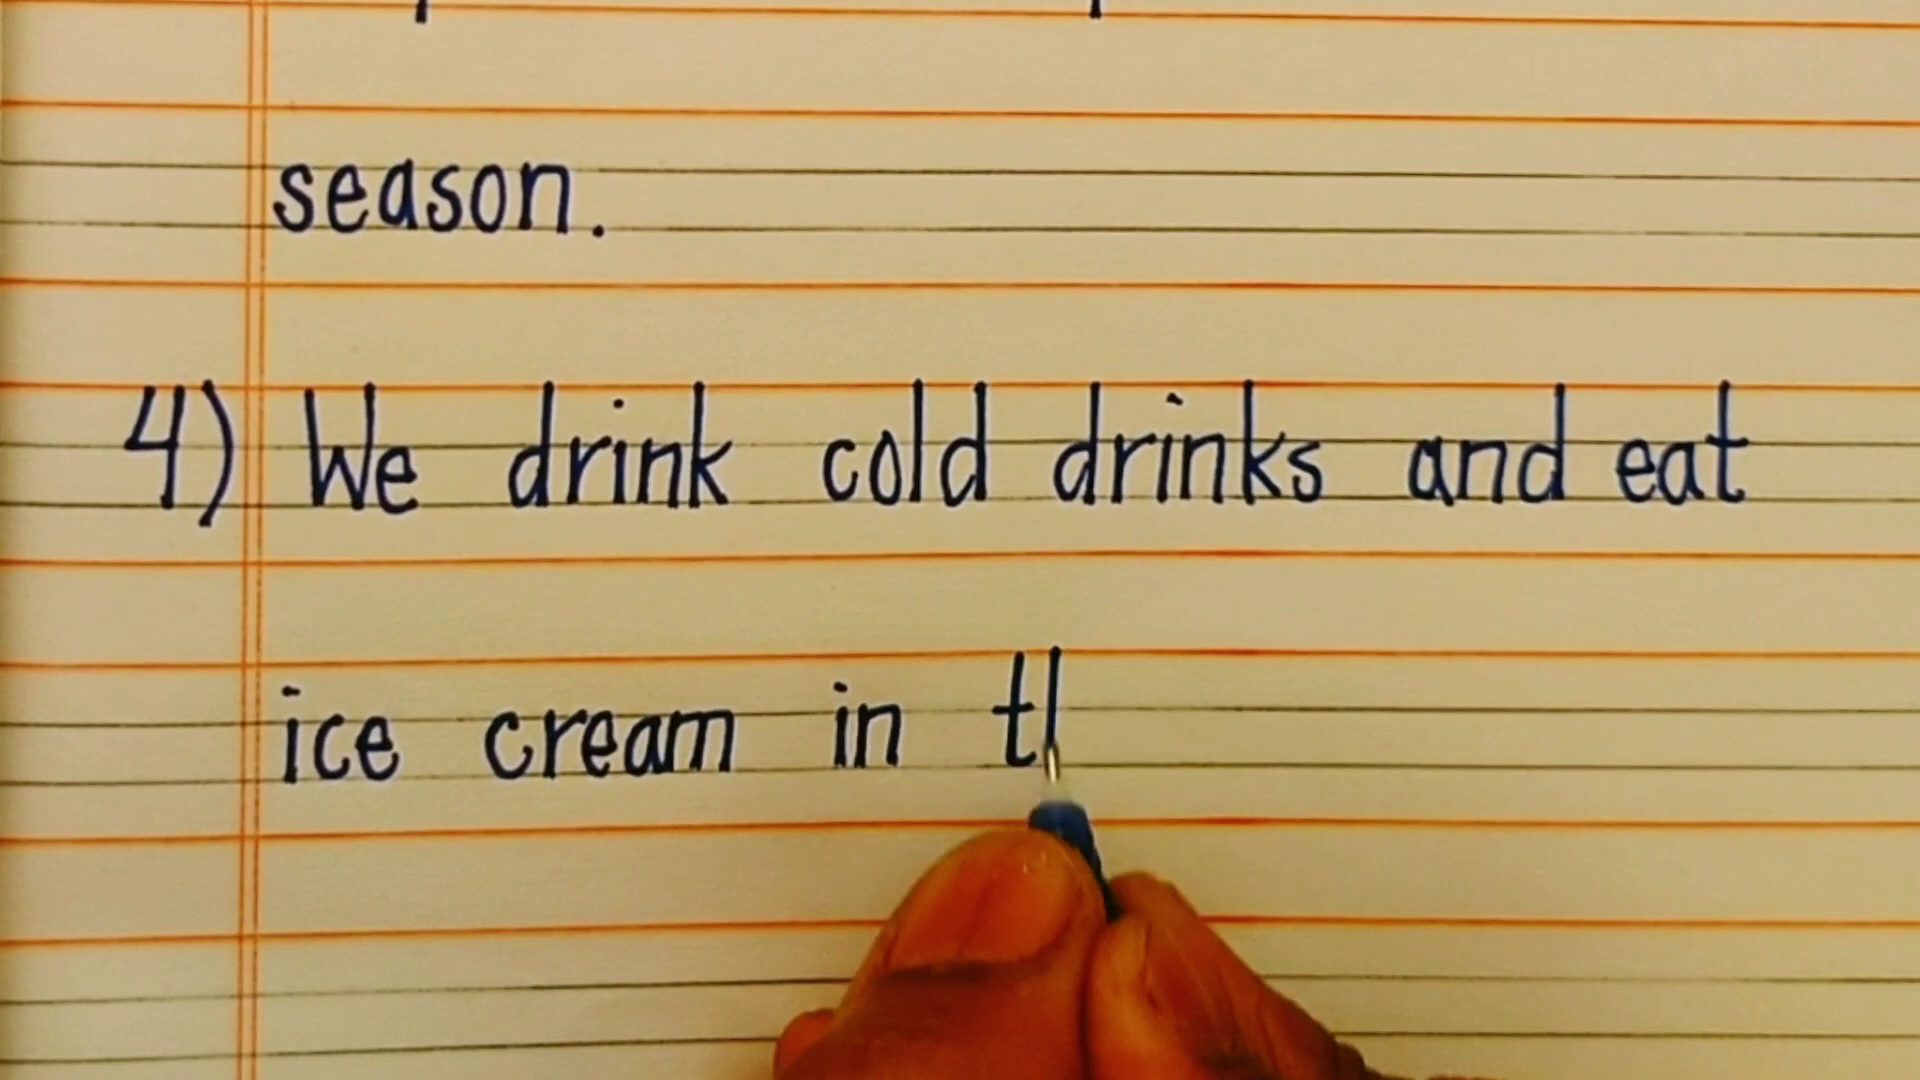 season.
4) We drink cold drinks and eat
ice cream in